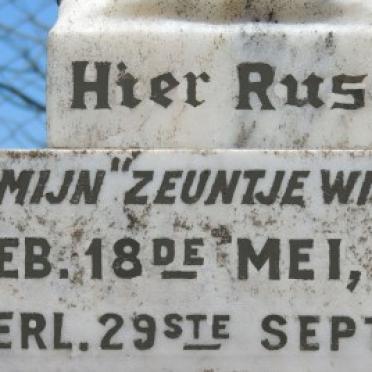 Hier Rus
MIJN "ZEUNTJE WI
EB. 18DE MEI,
ERL. 29STE SEPT